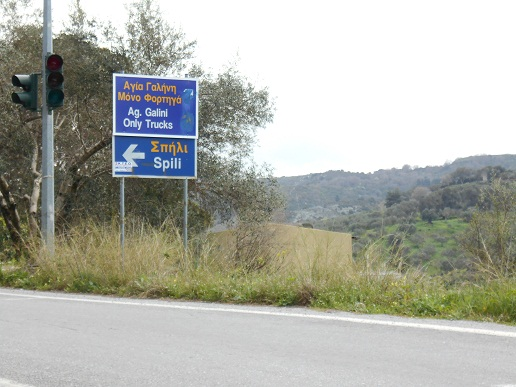 Αγία Γαλήνη
Μόνο Φορτηγά
Ag. Galini
Only Trucks
Σπήλι
Spili